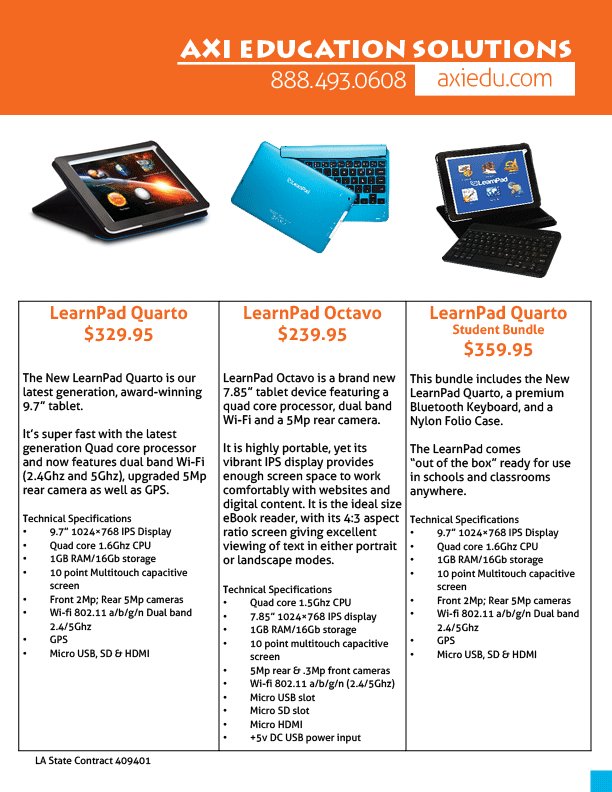 AXI EDUCATION SOLUTIONS
888.493.0608 axiedu.com
LearnPad
LearnPad
LearnPad Quarto
$329.95
The New LearnPad Quarto is our
latest generation, award-winning
9.7” tablet.
It’s super fast with the latest
generation Quad core processor
and now features dual band Wi-Fi
(2.4Ghz and 5Ghz), upgraded 5Mp
rear camera as well as GPS.
Technical Specifications
• 9.7” 1024×768 IPS Display
• Quad core 1.6Ghz CPU
• 1GB RAM/16Gb storage
• 10 point Multitouch capacitive
screen
• Front 2Mp; Rear 5Mp cameras
• Wi-fi 802.11 a/b/g/n Dual band
2.4/5Ghz
• GPS
• Micro USB, SD & HDMI
LearnPad Octavo
$239.95
LearnPad Octavo is a brand new
7.85” tablet device featuring a
quad core processor, dual band
Wi-Fi and a 5Mp rear camera.
It is highly portable, yet its
vibrant IPS display provides
enough screen space to work
comfortably with websites and
digital content. It is the ideal size
eBook reader, with its 4:3 aspect
ratio screen giving excellent
viewing of text in either portrait
or landscape modes.
Technical Specifications
• Quad core 1.5Ghz CPU
• 7.85” 1024×768 IPS display
• 1GB RAM/16Gb storage
• 10 point multitouch capacitive
screen
• 5Mp rear & .3Mp front cameras
• Wi-fi 802.11 a/b/g/n (2.4/5Ghz)
• Micro USB slot
• Micro SD slot
• Micro HDMI
• +5v DC USB power input
LearnPad Quarto
Student Bundle
$359.95
This bundle includes the New
LearnPad Quarto, a premium
Bluetooth Keyboard, and a
Nylon Folio Case.
The LearnPad comes
“out of the box” ready for use
in schools and classrooms
anywhere.
Technical Specifications
• 9.7” 1024×768 IPS Display
• Quad core 1.6Ghz CPU
• 1GB RAM/16Gb storage
• 10 point Multitouch capacitive
screen
• Front 2Mp; Rear 5Mp cameras
• Wi-fi 802.11 a/b/g/n Dual band
2.4/5Ghz
• GPS
• Micro USB, SD & HDMI
LA State Contract 409401